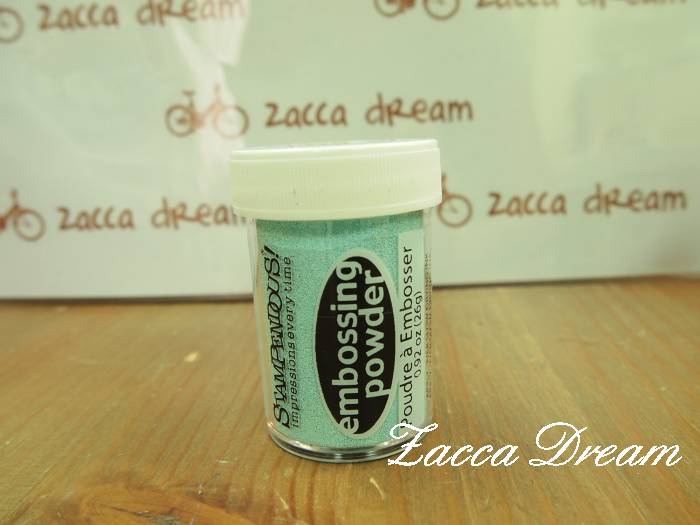 zacca dream
zacca dream
zacca dream
zacca dream
zacca dream
STAMPENDOUS!
impressions every time
embossing
powder
Poudre à Embosser
0.92 oz (26g)
Zacca Dream